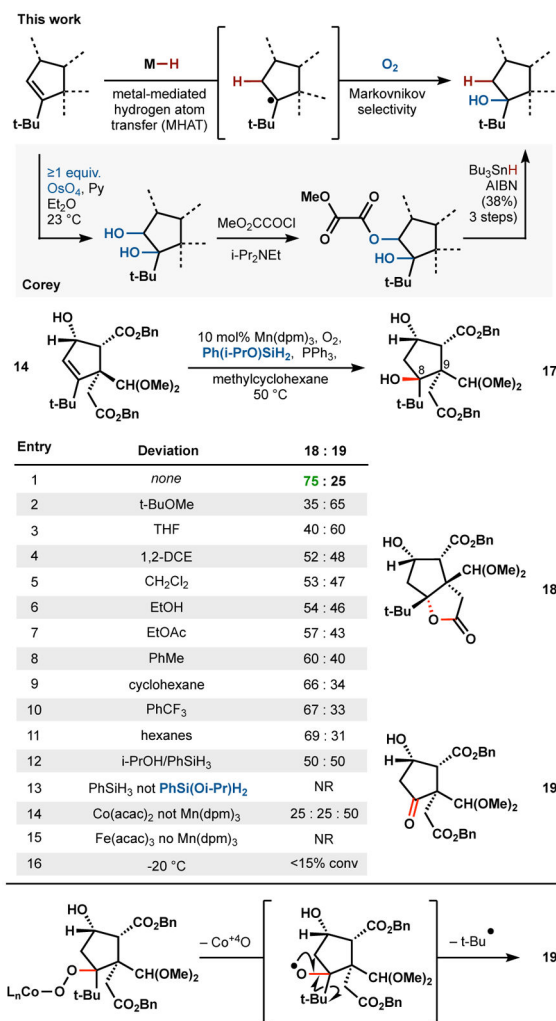 This work
M–H
metal-mediated
hydrogen atom
transfer (MHAT)
t-Bu
H
t-Bu
O2
Markovnikov
selectivity
H
HO
t-Bu
≥1 equiv.
OsO4, Py
Et2O
23 °C
HO
HO
t-Bu
MeO2CCOCl
i-Pr2NEt
MeO
O
O
O
HO
t-Bu
Bu3SnH
AIBN
(38%)
3 steps)
Corey
14
HO
H
CO2Bn
CH(OMe)2
t-Bu
CO2Bn
10 mol% Mn(dpm)3, O2,
Ph(i-PrO)SiH2, PPh3,
methylcyclohexane
50 °C
HO
H
CO2Bn
9
8
HO
CH(OMe)2
t-Bu
CO2Bn
17
Entry Deviation 18 : 19
1 none 75 : 25
2 t-BuOMe 35 : 65
3 THF 40 : 60
4 1,2-DCE 52 : 48
5 CH2Cl2 53 : 47
6 EtOH 54 : 46
7 EtOAc 57 : 43
8 PhMe 60 : 40
9 cyclohexane 66 : 34
10 PhCF3 67 : 33
11 hexanes 69 : 31
12 i-PrOH/PhSiH3 50 : 50
13 PhSiH3 not PhSi(Oi-Pr)H2 NR
14 Co(acac)2 not Mn(dpm)3 25 : 25 : 50
15 Fe(acac)3 no Mn(dpm)3 NR
16 -20 °C <15% conv
HO
H
CO2Bn
CH(OMe)2
t-Bu
O
O
18
HO
H
CO2Bn
CH(OMe)2
O
CO2Bn
19
HO
H
CO2Bn
O
CH(OMe)2
LnCo
O
t-Bu
CO2Bn
– Co+4O
HO
H
CO2Bn
O
CH(OMe)2
t-Bu
CO2Bn
– t-Bu•
19